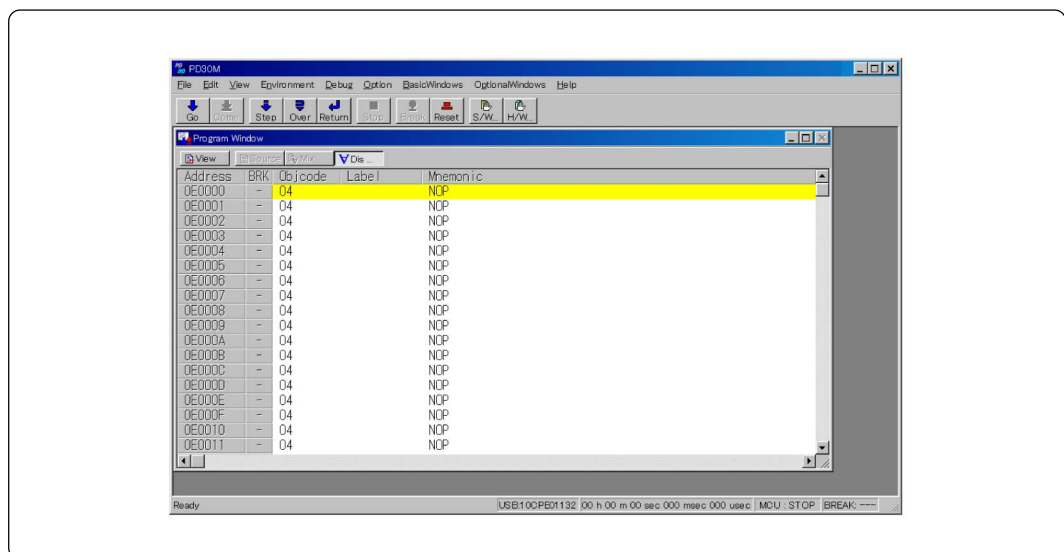 PD30M
File Edit View Environment Debug Option BasicWindows OptionalWindows Help
Go Come Step Over Return Stop Break Reset S/W... H/W...
Program Window
View Source Mix Dis ...
Address BRK Objcode Label Mnemonic
0E0000 - 04 NOP
0E0001 - 04 NOP
0E0002 - 04 NOP
0E0003 - 04 NOP
0E0004 - 04 NOP
0E0005 - 04 NOP
0E0006 - 04 NOP
0E0007 - 04 NOP
0E0008 - 04 NOP
0E0009 - 04 NOP
0E000A - 04 NOP
0E000B - 04 NOP
0E000C - 04 NOP
0E000D - 04 NOP
0E000E - 04 NOP
0E000F - 04 NOP
0E0010 - 04 NOP
0E0011 - 04 NOP
Ready USB:10CPE01132 00 h 00 m 00 sec 000 msec 000 usec MCU : STOP BREAK: ---